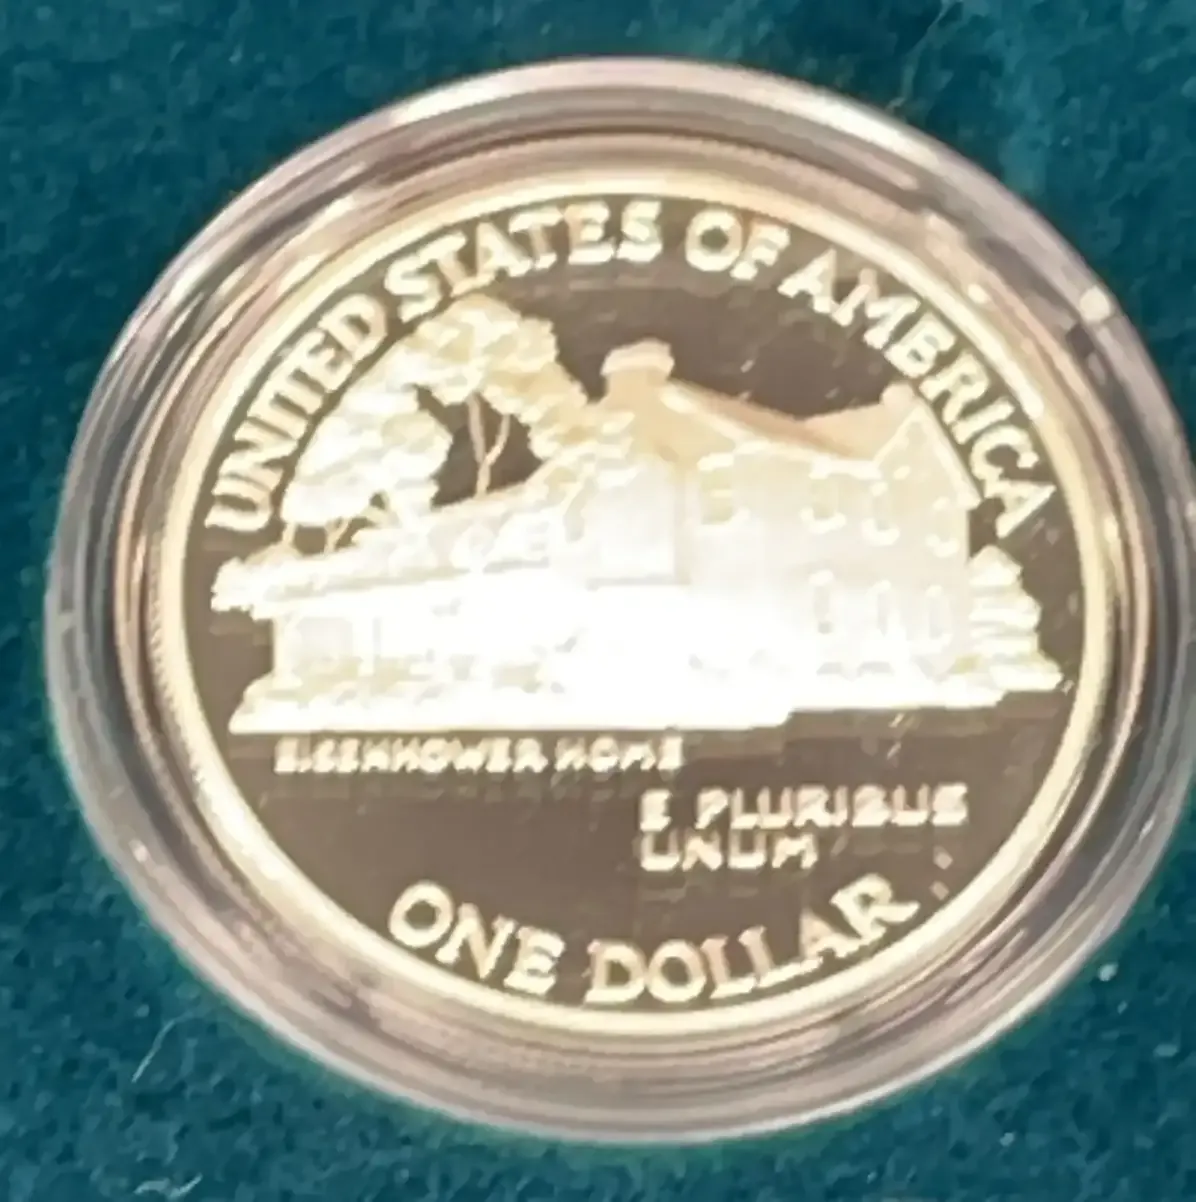 UNITED STATES OF AMERICA
EISENHOWER HOME
E PLURIBUS
UNUM
ONE DOLLAR